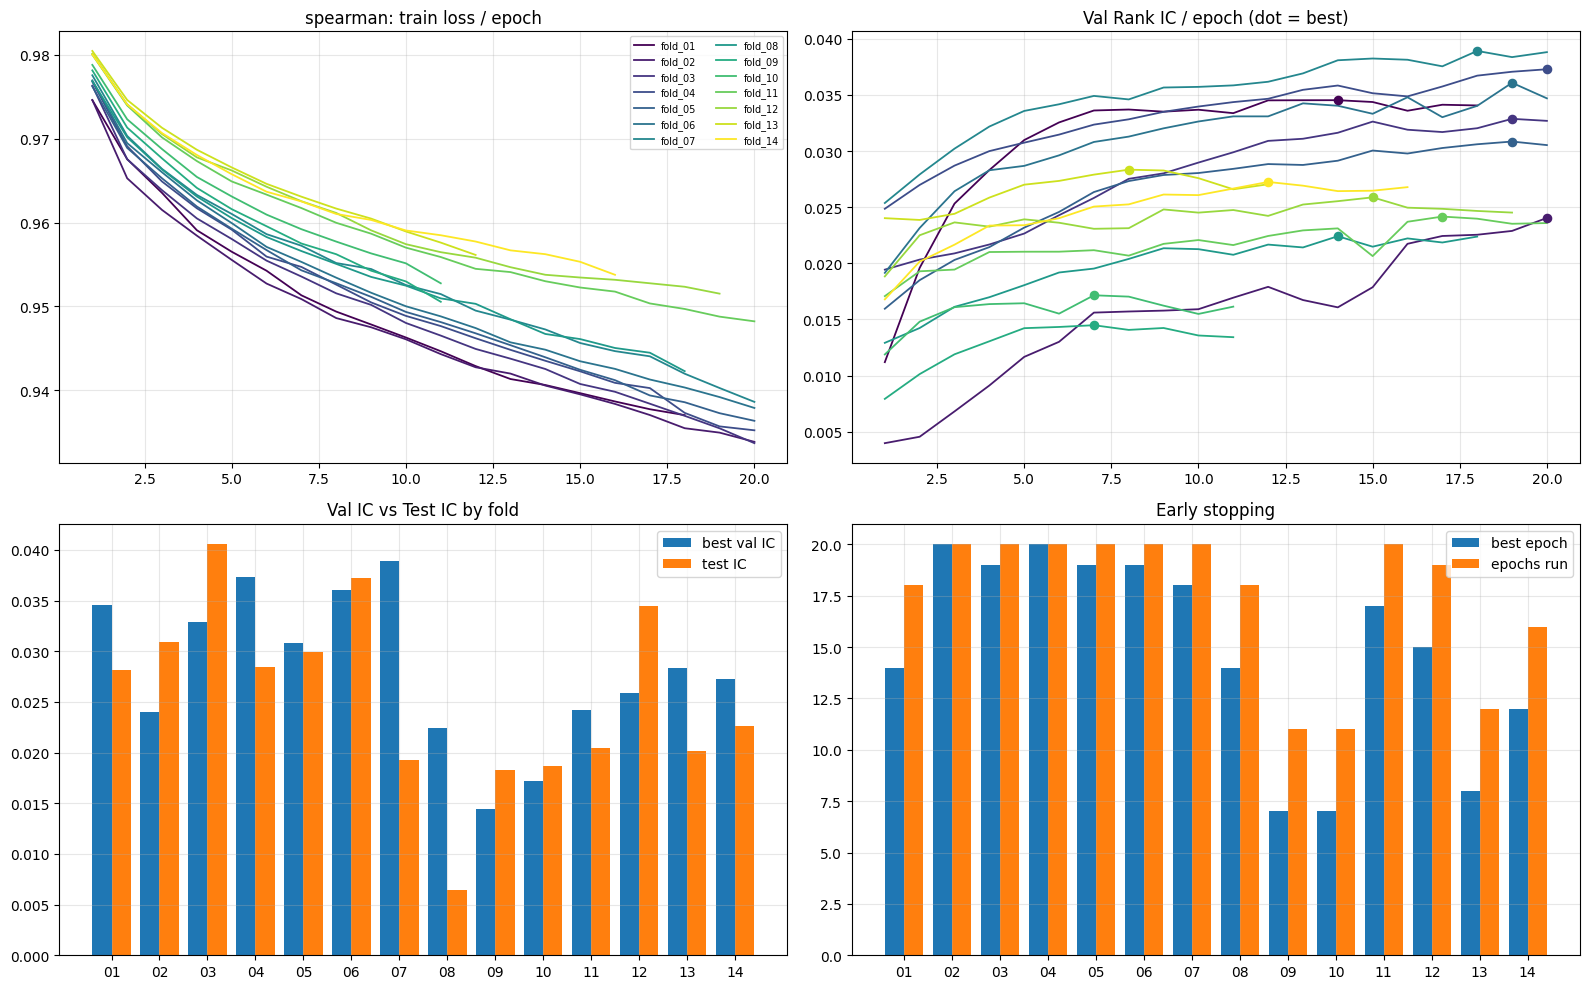 spearman: train loss / epoch
0.98
0.97
0.96
0.95
0.94
2.5 5.0 7.5 10.0 12.5 15.0 17.5 20.0
fold_01 fold_08
fold_02 fold_09
fold_03 fold_10
fold_04 fold_11
fold_05 fold_12
fold_06 fold_13
fold_07 fold_14
Val Rank IC / epoch (dot = best)
0.040
0.035
0.030
0.025
0.020
0.015
0.010
0.005
2.5 5.0 7.5 10.0 12.5 15.0 17.5 20.0
Val IC vs Test IC by fold
0.040
0.035
0.030
0.025
0.020
0.015
0.010
0.005
0.000
01 02 03 04 05 06 07 08 09 10 11 12 13 14
best val IC
test IC
Early stopping
20.0
17.5
15.0
12.5
10.0
7.5
5.0
2.5
0.0
01 02 03 04 05 06 07 08 09 10 11 12 13 14
best epoch
epochs run